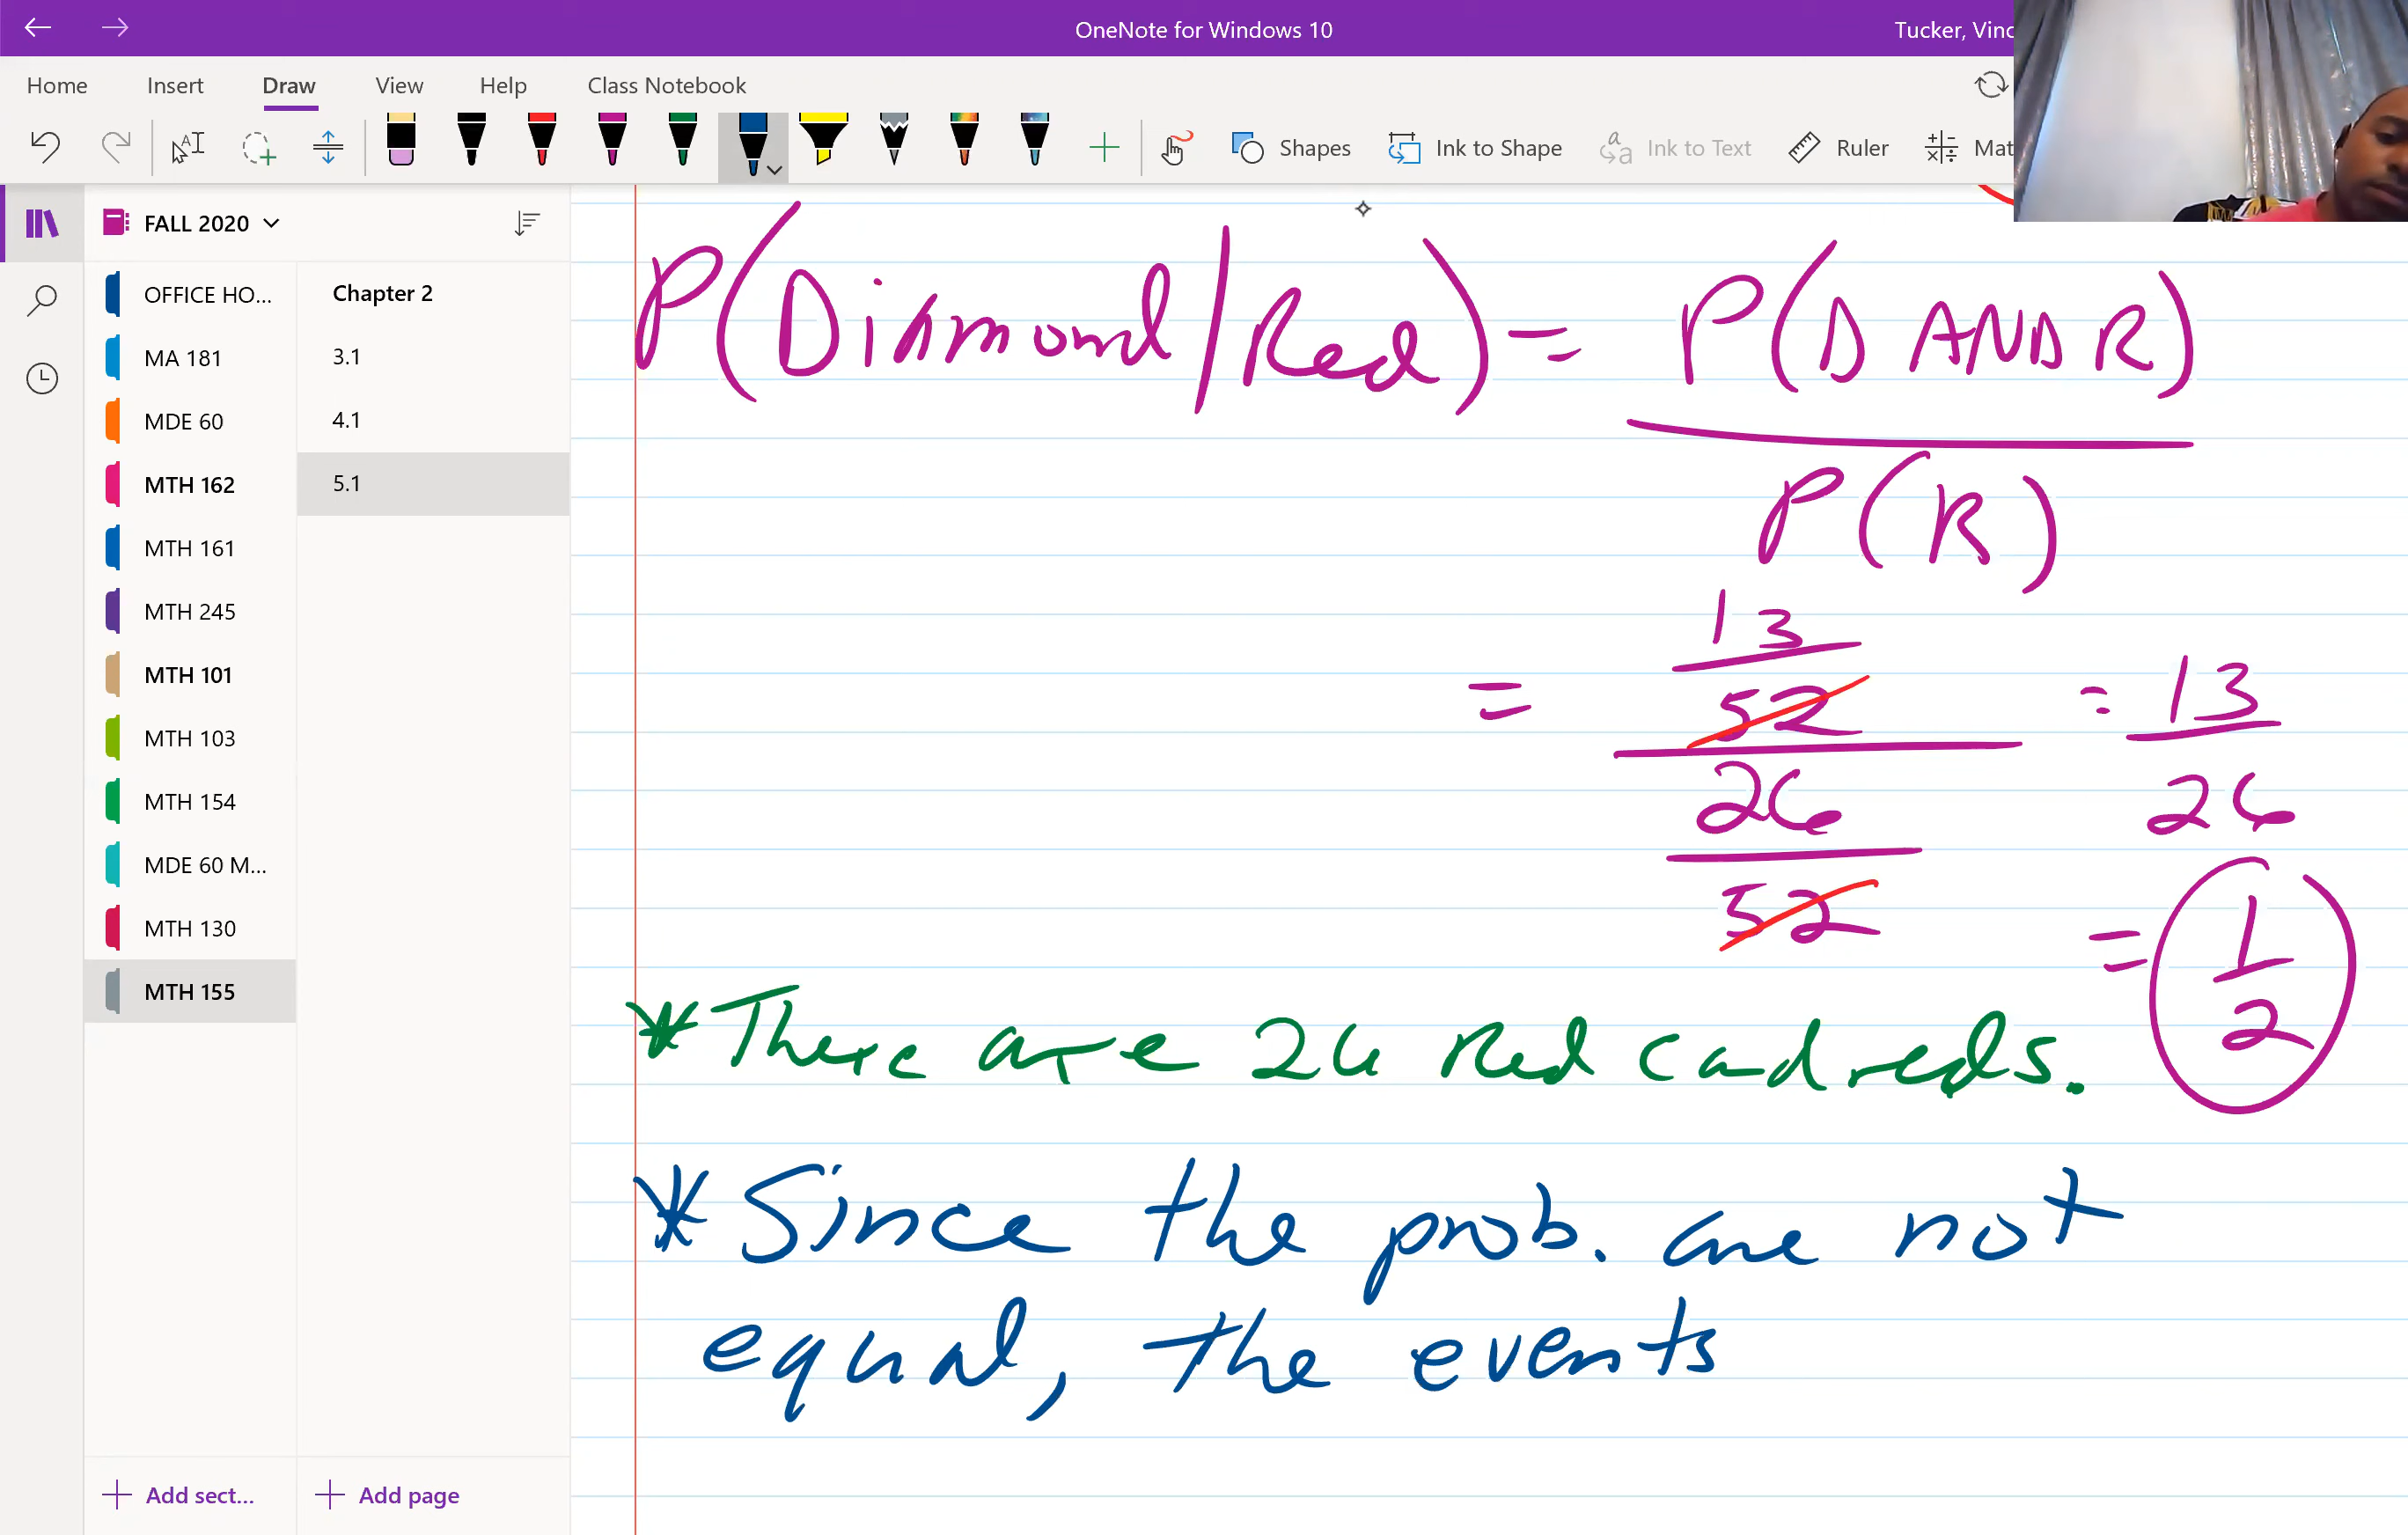 OneNote for Windows 10
Tucker, Vinc
Home Insert Draw View Help Class Notebook
Shapes Ink to Shape Ink to Text Ruler Mat
FALL 2020
OFFICE HO...
MA 181
MDE 60
MTH 162
MTH 161
MTH 245
MTH 101
MTH 103
MTH 154
MDE 60 M...
MTH 130
MTH 155
Add sect...
Chapter 2
3.1
4.1
5.1
Add page
P(Diamond/Red) = P(D AND R)
P(R)
= 13/52 / 26/52 = 13/26
= 1/2
*There are 26 Red cadreds.
*Since the prob. are not
equal, the events